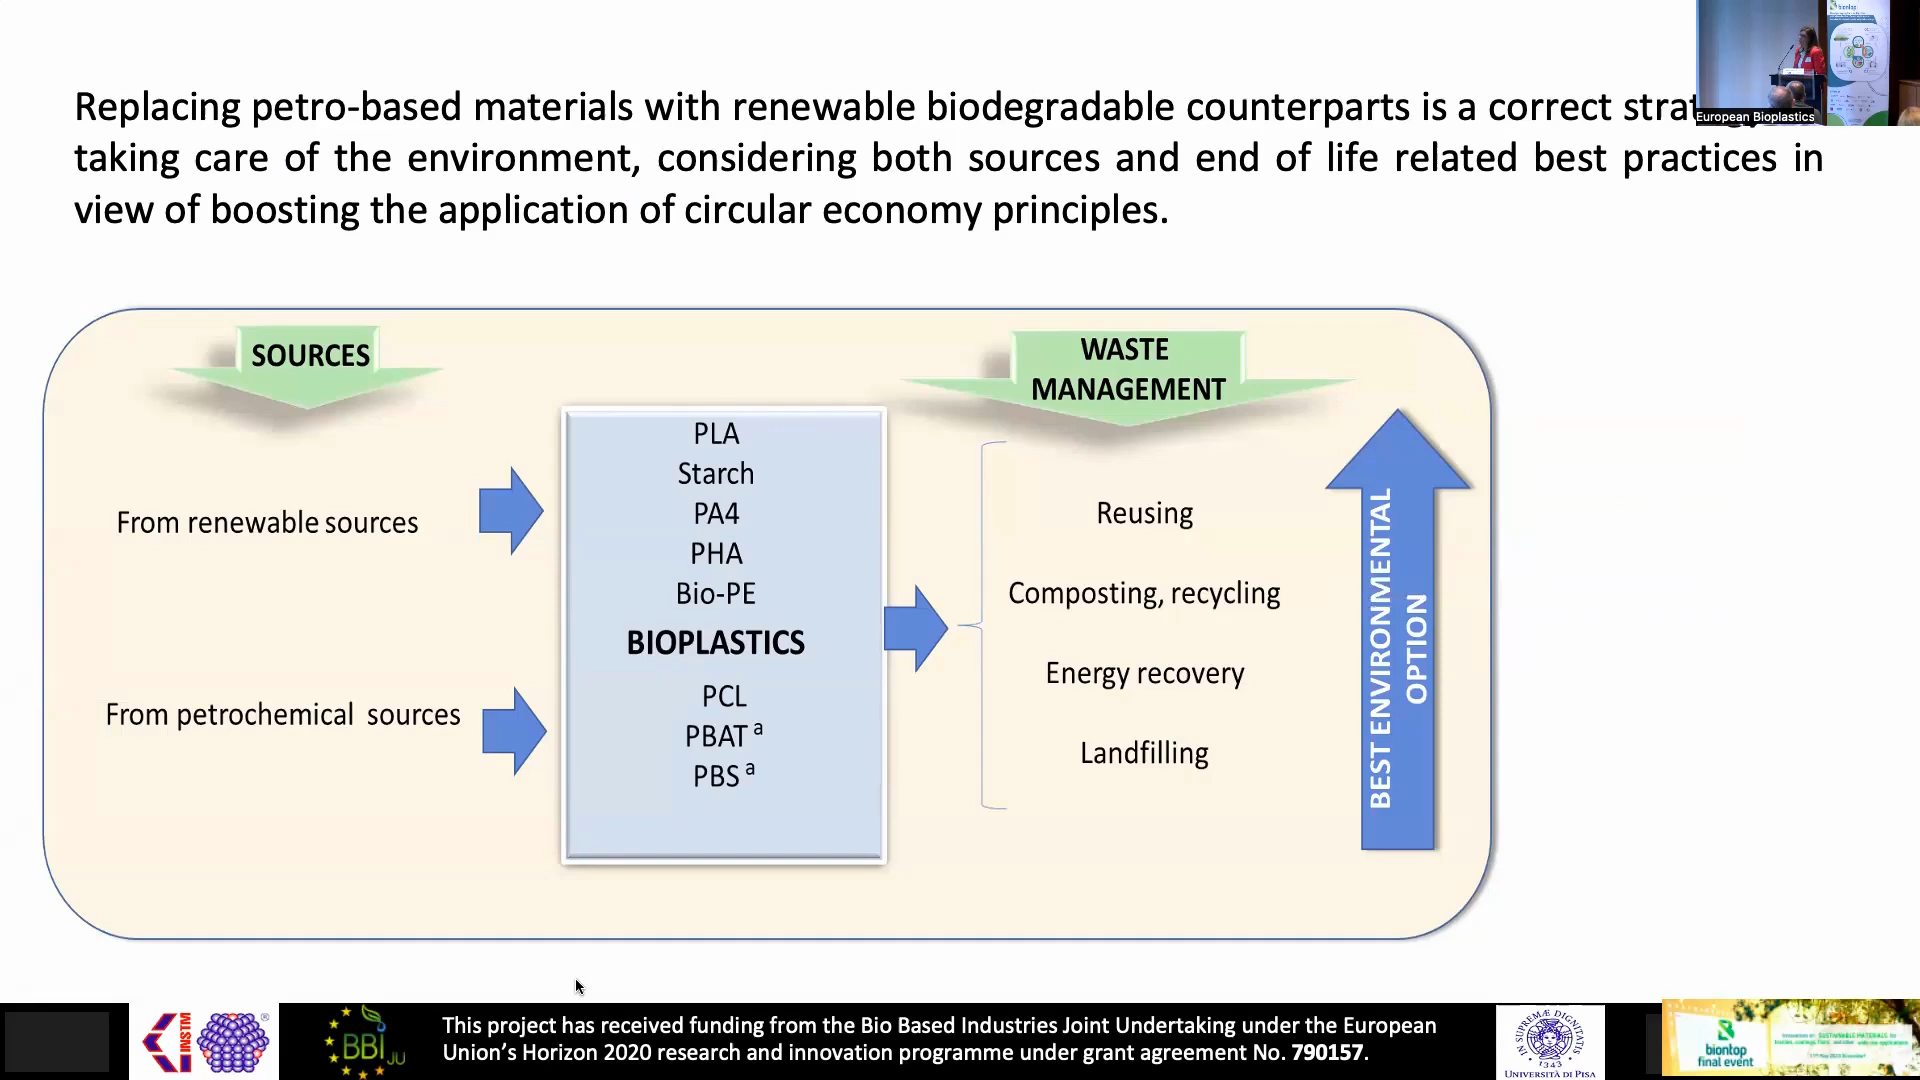 Replacing petro-based materials with renewable biodegradable counterparts is a correct
taking care of the environment, considering both sources and end of life related best practices in
view of boosting the application of circular economy principles.
European Bioplastics
biontop
SOURCES
From renewable sources
From petrochemical sources
PLA
Starch
PA4
PHA
Bio-PE
BIOPLASTICS
PCL
PBAT a
PBS a
WASTE
MANAGEMENT
Reusing
Composting, recycling
Energy recovery
Landfilling
BEST ENVIRONMENTAL
OPTION
INSTM
®
BBI JU
This project has received funding from the Bio Based Industries Joint Undertaking under the European
Union's Horizon 2020 research and innovation programme under grant agreement No. 790157.
IN SUPREMÆ DIGNITATIS
1343
UNIVERSITÀ DI PISA
biontop
final event